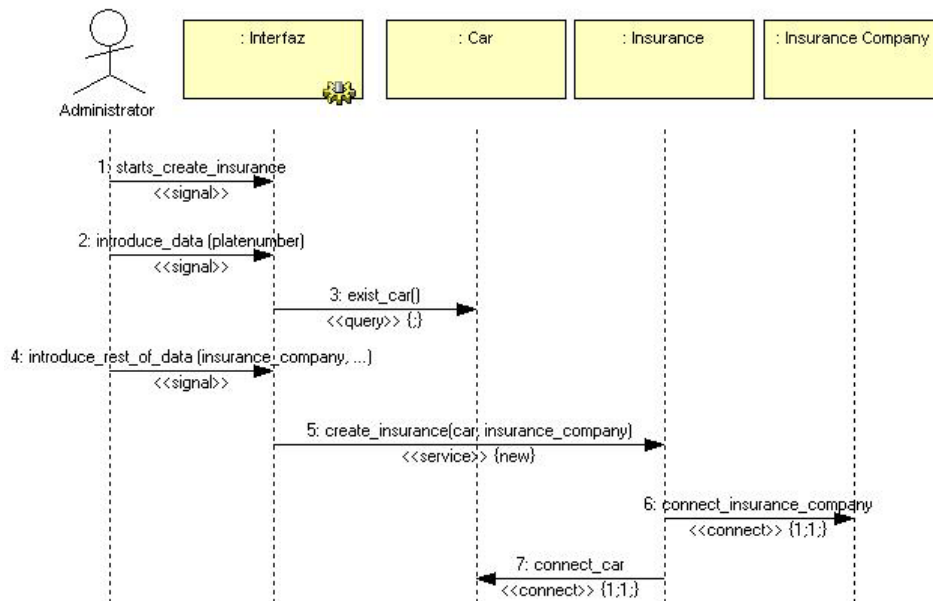 : Interfaz
: Car
: Insurance
: Insurance Company
Administrator
1: starts_create_insurance
<<signal>>
2: introduce_data (platenumber)
<<signal>>
3: exist_car()
<<query>> {;}
4: introduce_rest_of_data (insurance_company, ...)
<<signal>>
5: create_insurance(car, insurance_company)
<<service>> {new}
6: connect_insurance_company
<<connect>> {1;1;}
7: connect_car
<<connect>> {1;1;}